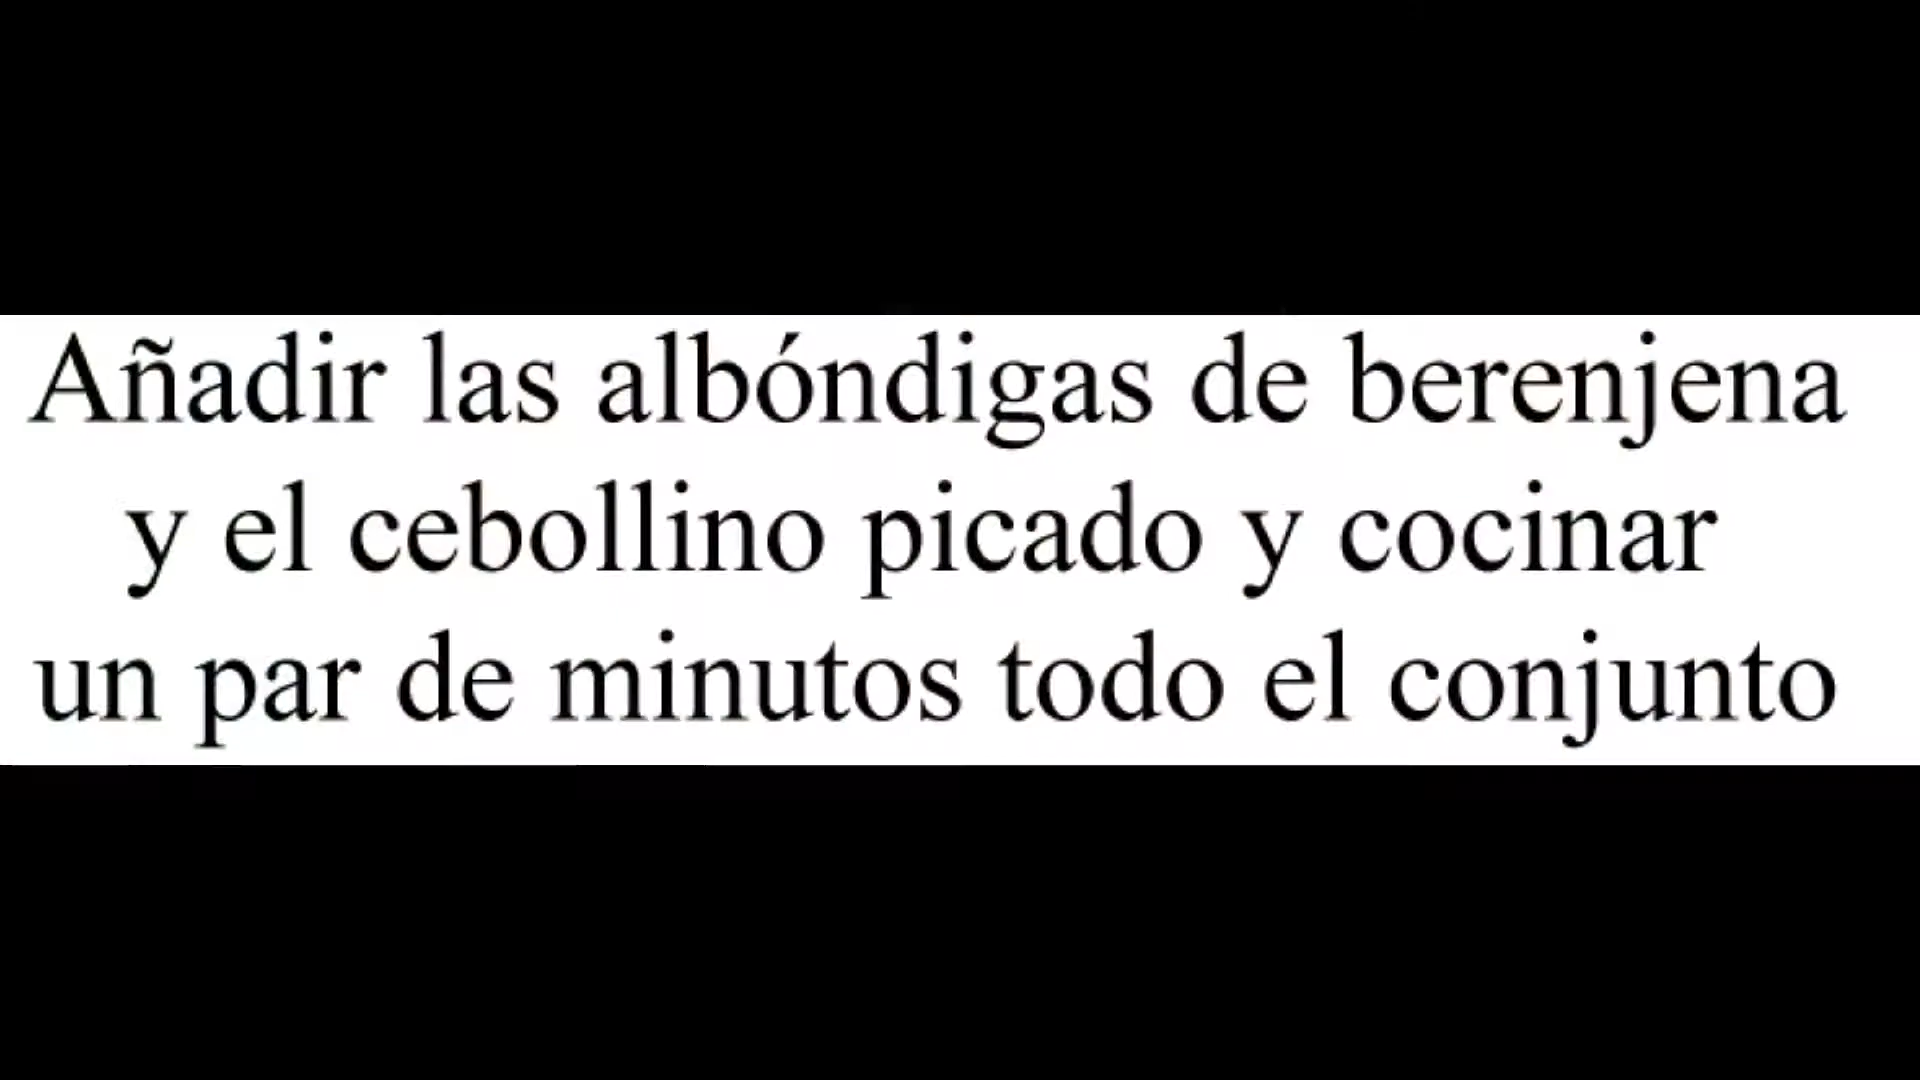 Añadir las albóndigas de berenjena
y el cebollino picado y cocinar
un par de minutos todo el conjunto